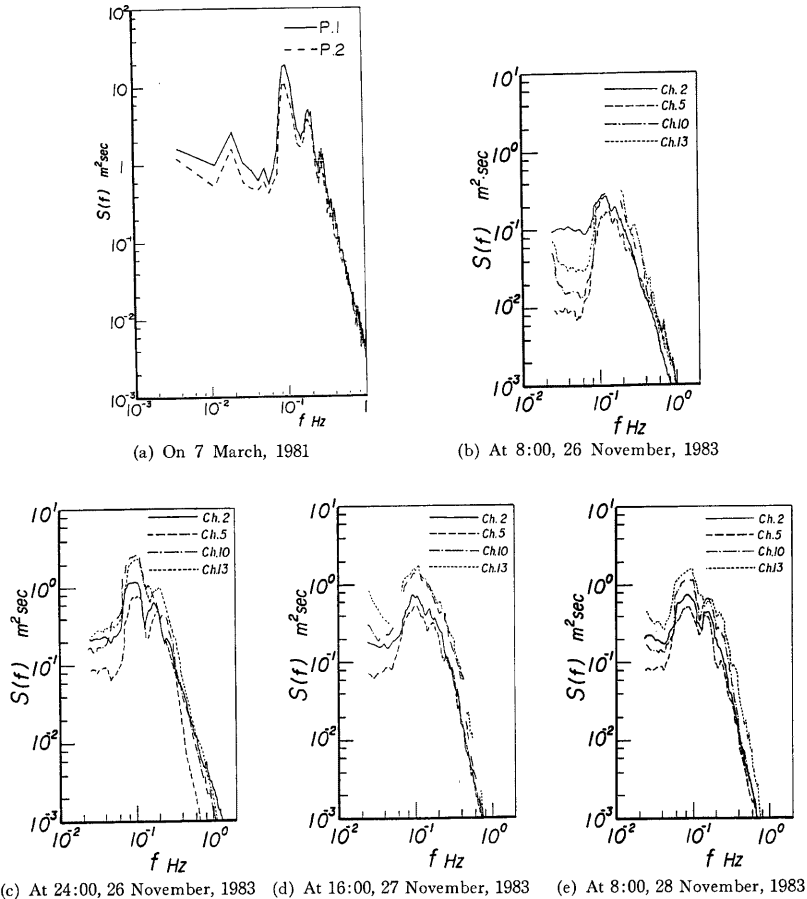 10²
10
1
10⁻¹
10⁻²
10⁻³
S(f) m²sec
P.1
P.2
10⁻³ 10⁻² 10⁻¹ 1
f Hz
(a) On 7 March, 1981
10¹
10⁰
10⁻¹
10⁻²
10⁻³
S(f) m²·sec
Ch.2
Ch.5
Ch.10
Ch.13
10⁻² 10⁻¹ 10⁰
f Hz
(b) At 8:00, 26 November, 1983
10¹
10⁰
10⁻¹
10⁻²
10⁻³
S(f) m²sec
Ch.2
Ch.5
Ch.10
Ch.13
10⁻² 10⁻¹ 10⁰
f Hz
(c) At 24:00, 26 November, 1983
10¹
10⁰
10⁻¹
10⁻²
10⁻³
S(f) m²sec
Ch.2
Ch.5
Ch.10
Ch.13
10⁻² 10⁻¹ 10⁰
f Hz
(d) At 16:00, 27 November, 1983
10¹
10⁰
10⁻¹
10⁻²
10⁻³
S(f) m²sec
Ch.2
Ch.5
Ch.10
Ch.13
10⁻² 10⁻¹ 10⁰
f Hz
(e) At 8:00, 28 November, 1983